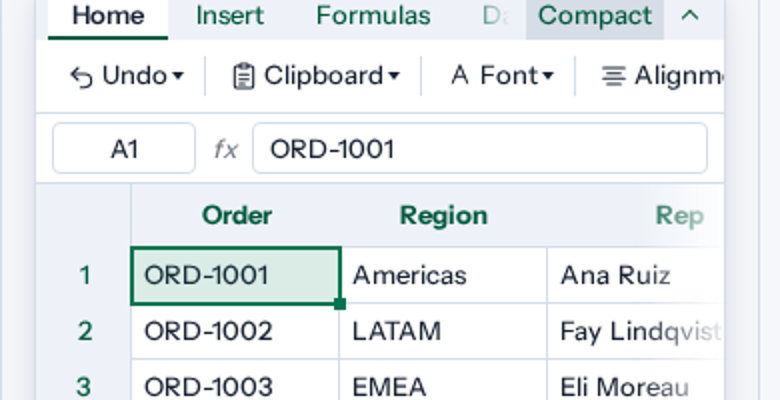 Home Insert Formulas Compact
Undo Clipboard A Font Alignm
A1 fx ORD-1001
Order Region Rep
1 ORD-1001 Americas Ana Ruiz
2 ORD-1002 LATAM Fay Lindqvist
3 ORD-1003 EMEA Eli Moreau